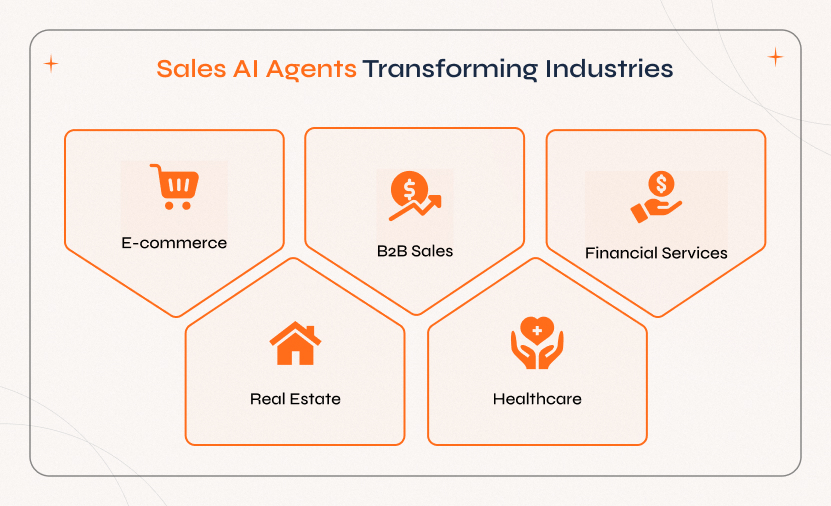 Sales AI Agents Transforming Industries
E-commerce
B2B Sales
Financial Services
Real Estate
Healthcare